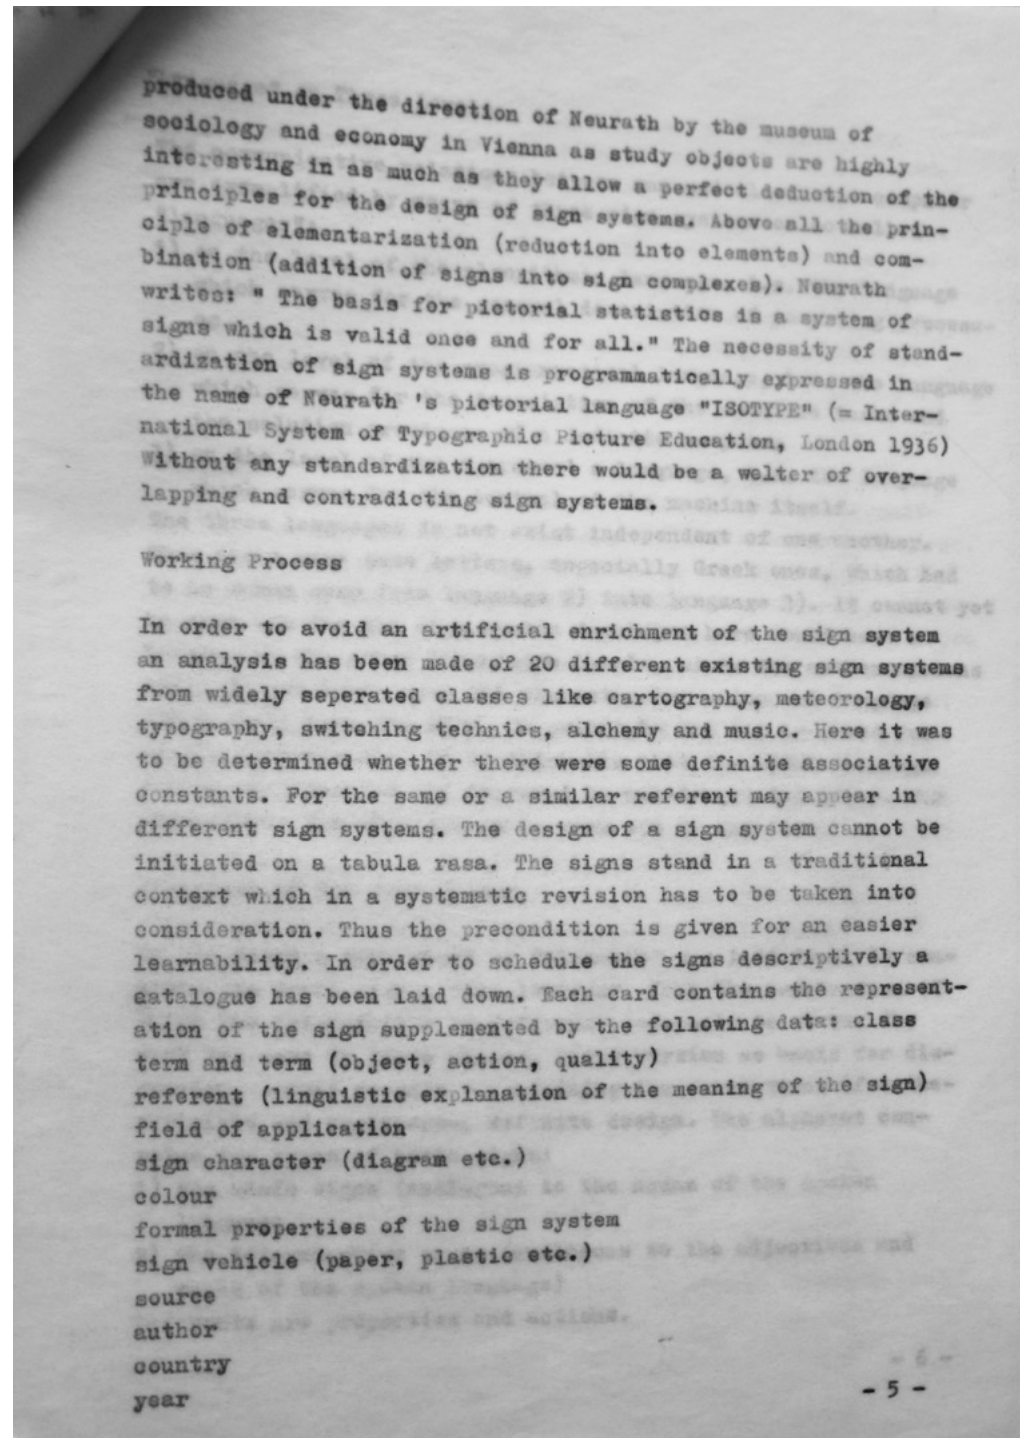 produced under the direction of Neurath by the museum of
sociology and economy in Vienna as study objects are highly
interesting in as much as they allow a perfect deduction of the
principles for the design of sign systems. Above all the prin-
ciple of elementarization (reduction into elements) and com-
bination (addition of signs into sign complexes). Neurath
writes: " The basis for pictorial statistics is a system of
signs which is valid once and for all." The necessity of stand-
ardization of sign systems is programmatically expressed in
the name of Neurath 's pictorial language "ISOTYPE" (= Inter-
national System of Typographic Picture Education, London 1936)
Without any standardization there would be a welter of over-
lapping and contradicting sign systems.
Working Process
In order to avoid an artificial enrichment of the sign system
an analysis has been made of 20 different existing sign systems
from widely seperated classes like cartography, meteorology,
typography, switching technics, alchemy and music. Here it was
to be determined whether there were some definite associative
constants. For the same or a similar referent may appear in
different sign systems. The design of a sign system cannot be
initiated on a tabula rasa. The signs stand in a traditional
context which in a systematic revision has to be taken into
consideration. Thus the precondition is given for an easier
learnability. In order to schedule the signs descriptively a
catalogue has been laid down. Each card contains the represent-
ation of the sign supplemented by the following data: class
term and term (object, action, quality)
referent (linguistic explanation of the meaning of the sign)
field of application
sign character (diagram etc.)
colour
formal properties of the sign system
sign vehicle (paper, plastic etc.)
source
author
country
year
- 5 -